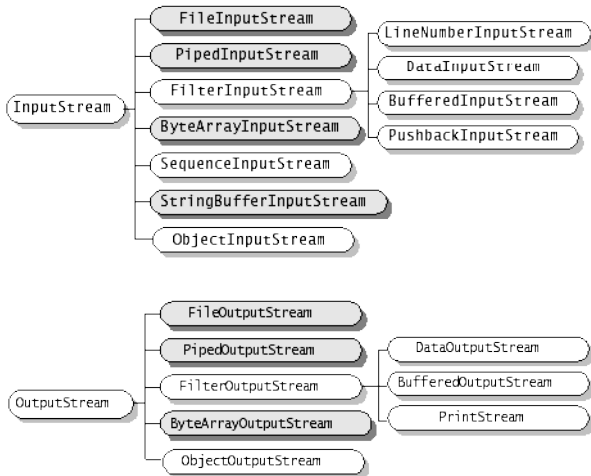 FileInputStream
LineNumberInputStream
PipedInputStream
DataInputStream
FilterInputStream
InputStream
BufferedInputStream
ByteArrayInputStream
PushbackInputStream
SequenceInputStream
StringBufferInputStream
ObjectInputStream
FileOutputStream
PipedOutputStream
DataOutputStream
FilterOutputStream
BufferedOutputStream
OutputStream
ByteArrayOutputStream
PrintStream
ObjectOutputStream